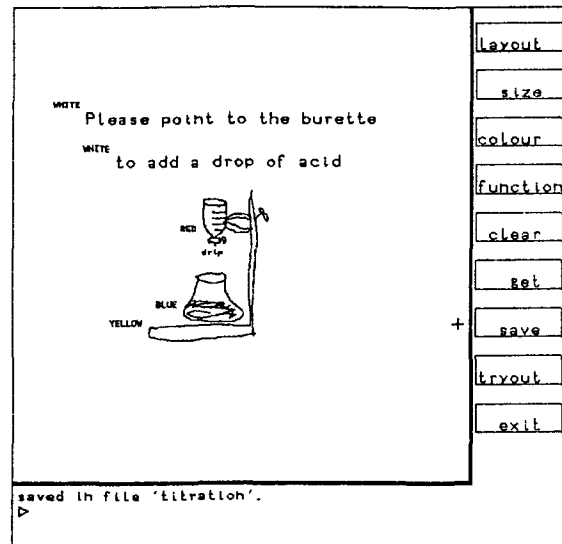 WHITE Please point to the burette
WHITE to add a drop of acid
RED
drip
BLUE
YELLOW
layout
size
colour
function
clear
get
save
tryout
exit
saved in file 'titration'.